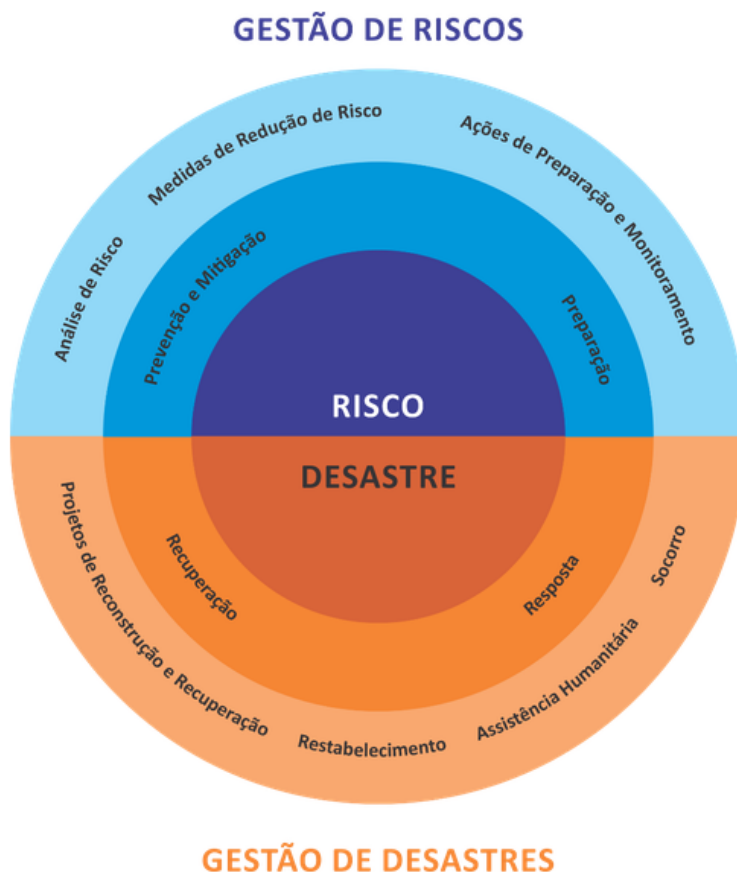 GESTÃO DE RISCOS
Análise de Risco
Medidas de Redução de Risco
Ações de Preparação e Monitoramento
Prevenção e Mitigação
Preparação
RISCO
DESASTRE
Recuperação
Resposta
Projetos de Reconstrução e Recuperação
Restabelecimento
Assistência Humanitária
Socorro
GESTÃO DE DESASTRES